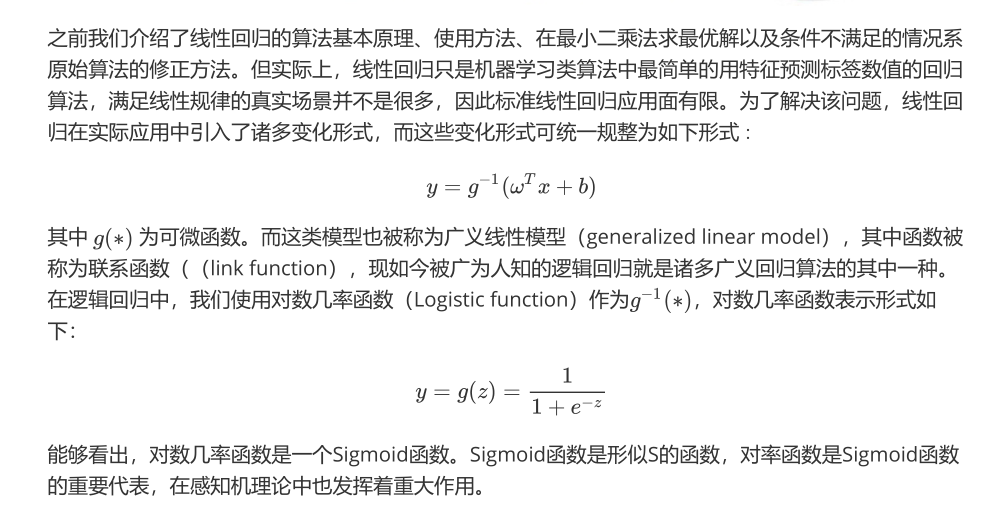 之前我们介绍了线性回归的算法基本原理、使用方法、在最小二乘法求最优解以及条件不满足的情况系
原始算法的修正方法。但实际上，线性回归只是机器学习类算法中最简单的用特征预测标签数值的回归
算法，满足线性规律的真实场景并不是很多，因此标准线性回归应用面有限。为了解决该问题，线性回
归在实际应用中引入了诸多变化形式，而这些变化形式可统一规整为如下形式：
y = g⁻¹(ωᵀx + b)
其中 g(*) 为可微函数。而这类模型也被称为广义线性模型（generalized linear model），其中函数被
称为联系函数（（link function），现如今被广为人知的逻辑回归就是诸多广义回归算法的其中一种。
在逻辑回归中，我们使用对数几率函数（Logistic function）作为g⁻¹(*)，对数几率函数表示形式如
下：
y = g(z) = 1 / (1 + e⁻ᶻ)
能够看出，对数几率函数是一个Sigmoid函数。Sigmoid函数是形似S的函数，对率函数是Sigmoid函数
的重要代表，在感知机理论中也发挥着重大作用。